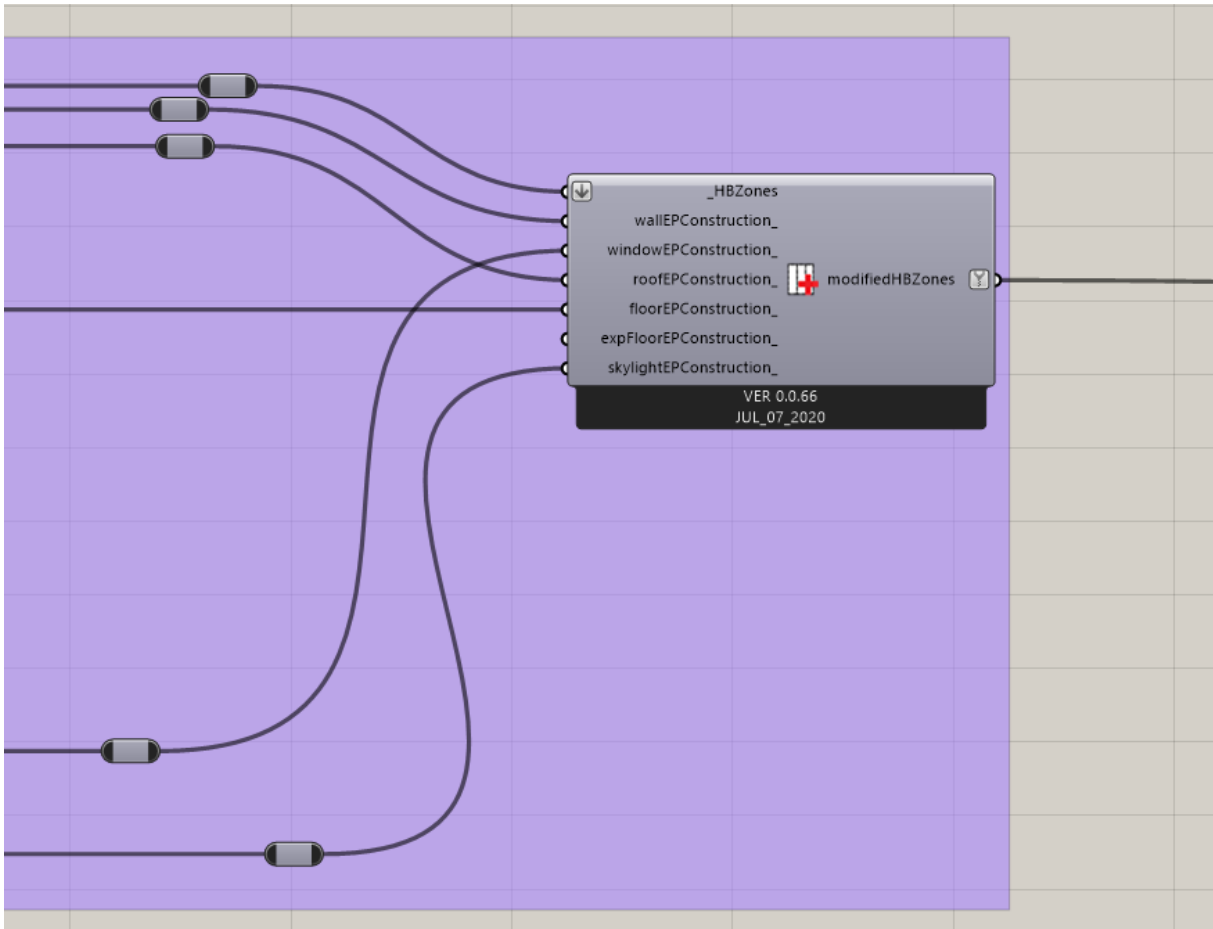 _HBZones
wallEPConstruction_
windowEPConstruction_
roofEPConstruction_
modifiedHBZones
floorEPConstruction_
expFloorEPConstruction_
skylightEPConstruction_
VER 0.0.66
JUL_07_2020